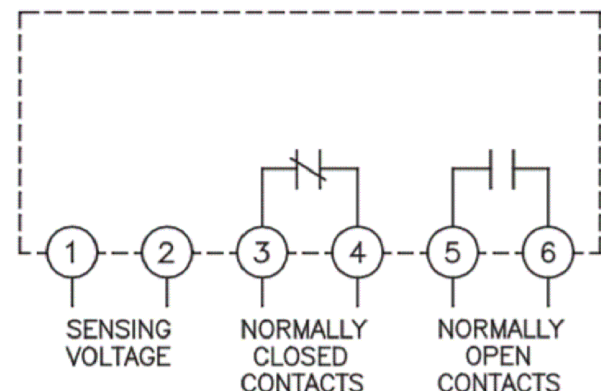 1 2 3 4 5 6
SENSING NORMALLY NORMALLY
VOLTAGE CLOSED OPEN
CONTACTS CONTACTS